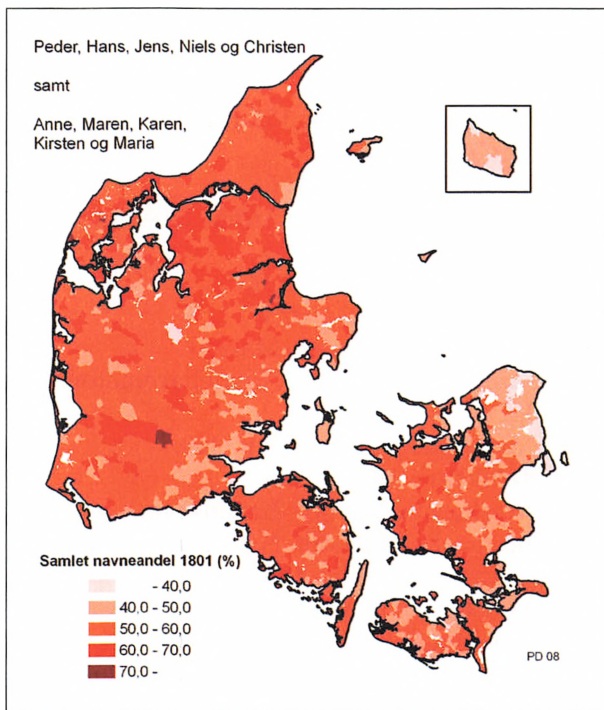 Peder, Hans, Jens, Niels og Christen
samt
Anne, Maren, Karen,
Kirsten og Maria
Samlet navneandel 1801 (%)
- 40,0
40,0 - 50,0
50,0 - 60,0
60,0 - 70,0
70,0 -
PD 08